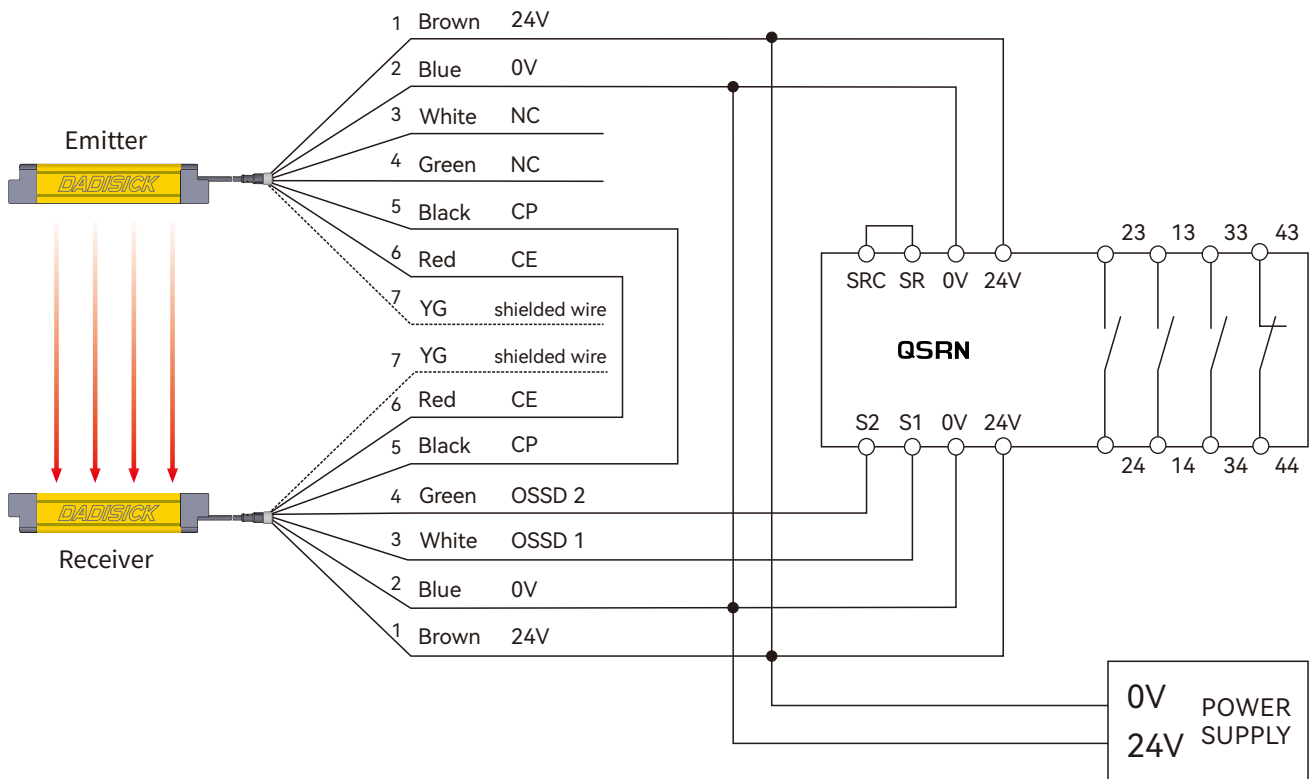 1 Brown 24V
2 Blue 0V
3 White NC
Emitter
4 Green NC
DADISICK
5 Black CP
6 Red CE
7 YG shielded wire
7 YG shielded wire
6 Red CE
5 Black CP
4 Green OSSD 2
DADISICK
3 White OSSD 1
Receiver
2 Blue 0V
1 Brown 24V
23 13 33 43
SRC SR 0V 24V
QSRN
S2 S1 0V 24V
24 14 34 44
0V
24V
POWER
SUPPLY